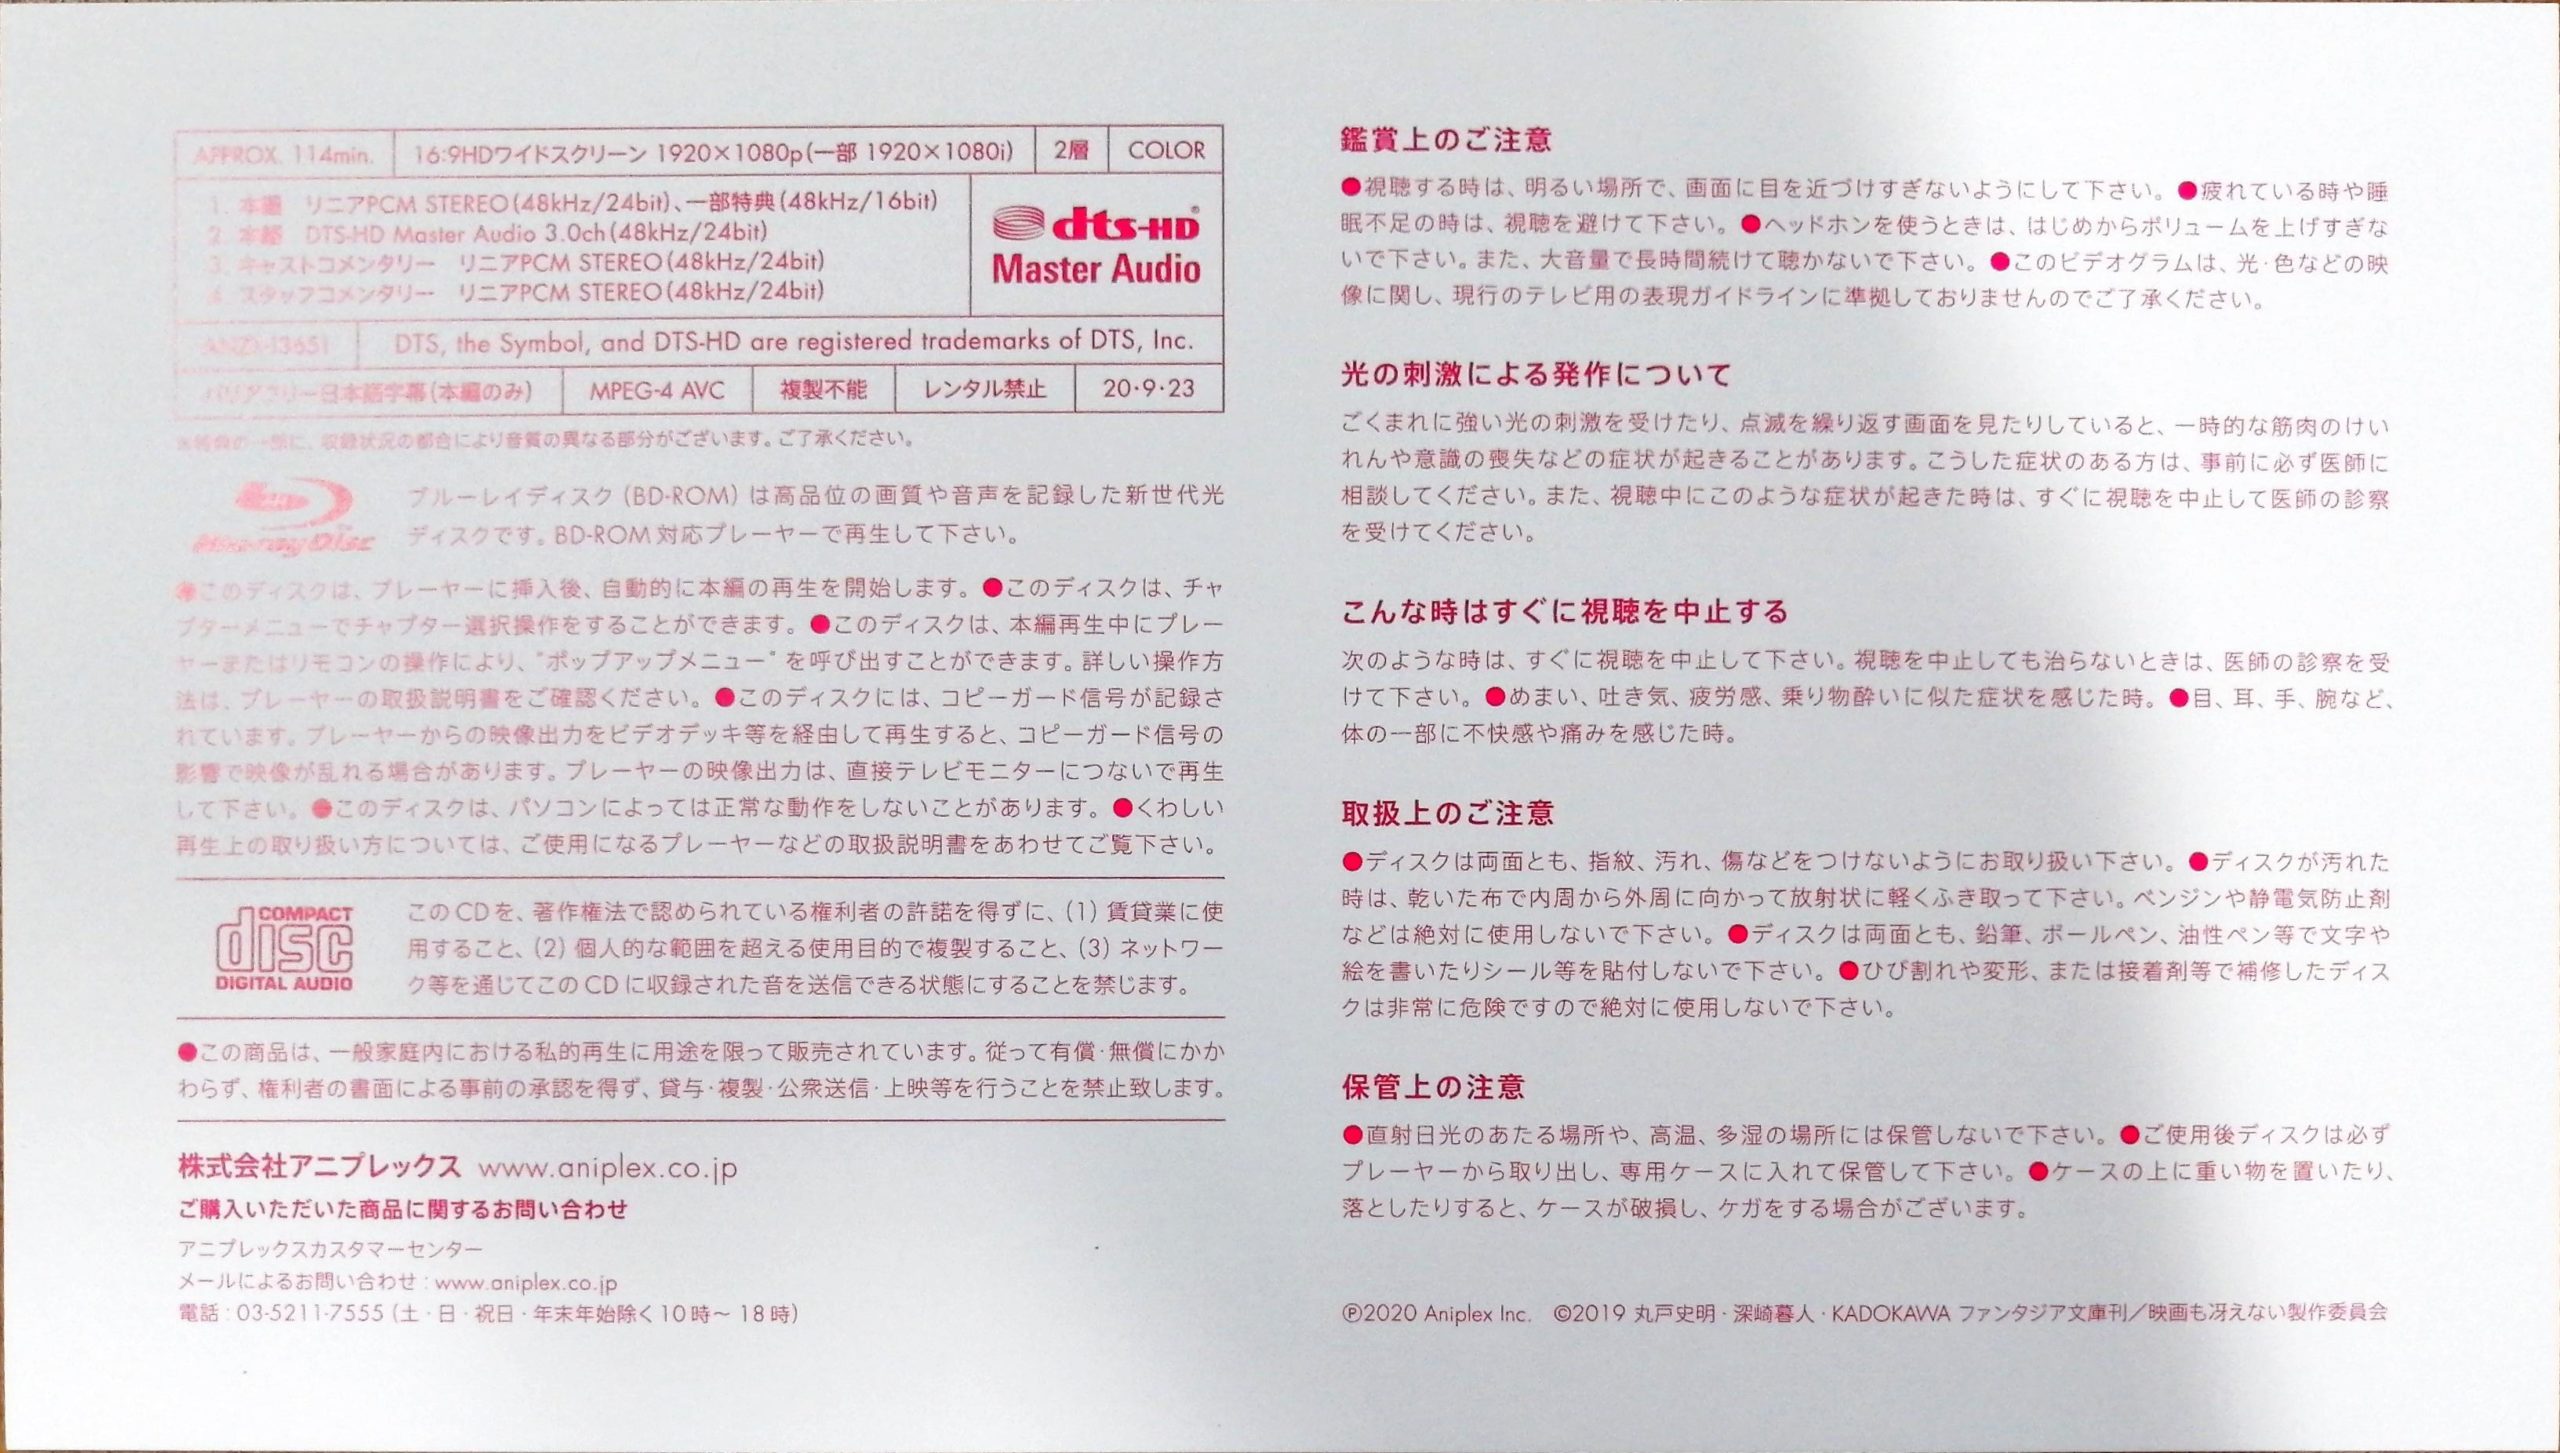 APPROX. 114min.
16:9HDワイドスクリーン 1920×1080p(一部 1920×1080i)
2層
COLOR
1. 本編 リニアPCM STEREO(48kHz/24bit)、一部特典(48kHz/16bit)
2. 本編 DTS-HD Master Audio 3.0ch(48kHz/24bit)
3. キャストコメンタリー リニアPCM STEREO(48kHz/24bit)
4. スタッフコメンタリー リニアPCM STEREO(48kHz/24bit)
dts-HD®
Master Audio
ANZX-13651
DTS, the Symbol, and DTS-HD are registered trademarks of DTS, Inc.
バリアフリー日本語字幕(本編のみ)
MPEG-4 AVC
複製不能
レンタル禁止
20・9・23
※特典の一部に、収録状況の都合により音質の異なる部分がございます。ご了承ください。
Blu-ray Disc
ブルーレイディスク(BD-ROM)は高品位の画質や音声を記録した新世代光
ディスクです。BD-ROM対応プレーヤーで再生して下さい。
●このディスクは、プレーヤーに挿入後、自動的に本編の再生を開始します。●このディスクは、チャ
プターメニューでチャプター選択操作をすることができます。●このディスクは、本編再生中にプレー
ヤーまたはリモコンの操作により、"ポップアップメニュー"を呼び出すことができます。詳しい操作方
法は、プレーヤーの取扱説明書をご確認ください。●このディスクには、コピーガード信号が記録さ
れています。プレーヤーからの映像出力をビデオデッキ等を経由して再生すると、コピーガード信号の
影響で映像が乱れる場合があります。プレーヤーの映像出力は、直接テレビモニターにつないで再生
して下さい。●このディスクは、パソコンによっては正常な動作をしないことがあります。●くわしい
再生上の取り扱い方については、ご使用になるプレーヤーなどの取扱説明書をあわせてご覧下さい。
COMPACT
disc
DIGITAL AUDIO
このCDを、著作権法で認められている権利者の許諾を得ずに、(1)賃貸業に使
用すること、(2)個人的な範囲を超える使用目的で複製すること、(3)ネットワー
ク等を通じてこのCDに収録された音を送信できる状態にすることを禁じます。
●この商品は、一般家庭内における私的再生に用途を限って販売されています。従って有償・無償にかか
わらず、権利者の書面による事前の承認を得ず、貸与・複製・公衆送信・上映等を行うことを禁止致します。
株式会社アニプレックス www.aniplex.co.jp
ご購入いただいた商品に関するお問い合わせ
アニプレックスカスタマーセンター
メールによるお問い合わせ：www.aniplex.co.jp
電話：03-5211-7555(土・日・祝日・年末年始除く10時〜18時)
鑑賞上のご注意
●視聴する時は、明るい場所で、画面に目を近づけすぎないようにして下さい。●疲れている時や睡
眠不足の時は、視聴を避けて下さい。●ヘッドホンを使うときは、はじめからボリュームを上げすぎな
いで下さい。また、大音量で長時間続けて聴かないで下さい。●このビデオグラムは、光・色などの映
像に関し、現行のテレビ用の表現ガイドラインに準拠しておりませんのでご了承ください。
光の刺激による発作について
ごくまれに強い光の刺激を受けたり、点滅を繰り返す画面を見たりしていると、一時的な筋肉のけい
れんや意識の喪失などの症状が起きることがあります。こうした症状のある方は、事前に必ず医師に
相談してください。また、視聴中にこのような症状が起きた時は、すぐに視聴を中止して医師の診察
を受けてください。
こんな時はすぐに視聴を中止する
次のような時は、すぐに視聴を中止して下さい。視聴を中止しても治らないときは、医師の診察を受
けて下さい。●めまい、吐き気、疲労感、乗り物酔いに似た症状を感じた時。●目、耳、手、腕など、
体の一部に不快感や痛みを感じた時。
取扱上のご注意
●ディスクは両面とも、指紋、汚れ、傷などをつけないようにお取り扱い下さい。●ディスクが汚れた
時は、乾いた布で内周から外周に向かって放射状に軽くふき取って下さい。ベンジンや静電気防止剤
などは絶対に使用しないで下さい。●ディスクは両面とも、鉛筆、ボールペン、油性ペン等で文字や
絵を書いたりシール等を貼付しないで下さい。●ひび割れや変形、または接着剤等で補修したディス
クは非常に危険ですので絶対に使用しないで下さい。
保管上の注意
●直射日光のあたる場所や、高温、多湿の場所には保管しないで下さい。●ご使用後ディスクは必ず
プレーヤーから取り出し、専用ケースに入れて保管して下さい。●ケースの上に重い物を置いたり、
落としたりすると、ケースが破損し、ケガをする場合がございます。
℗2020 Aniplex Inc. ©2019 丸戸史明・深崎暮人・KADOKAWA ファンタジア文庫刊／映画も冴えない製作委員会